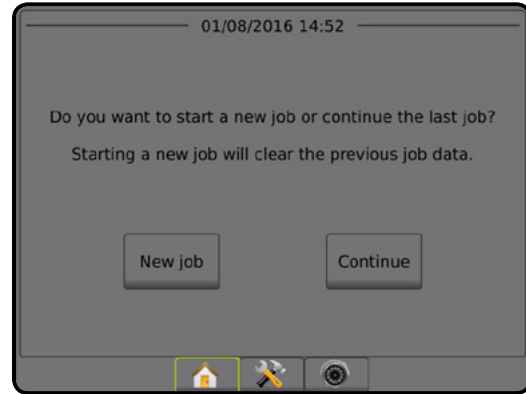 01/08/2016 14:52
Do you want to start a new job or continue the last job?
Starting a new job will clear the previous job data.
New job
Continue